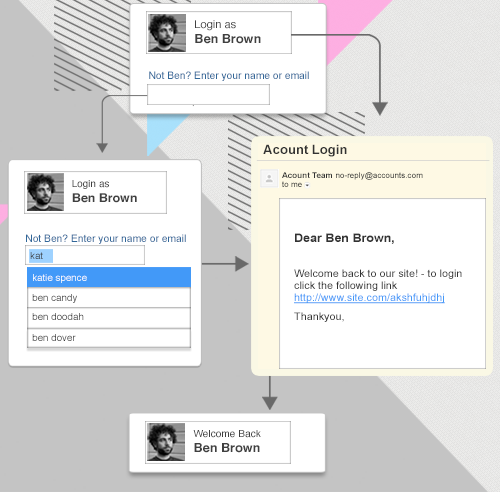 Login as
Ben Brown
Not Ben? Enter your name or email
Acount Login
Acount Team no-reply@accounts.com
to me
Dear Ben Brown,
Welcome back to our site! - to login
click the following link
http://www.site.com/akshfuhjdhj
Thankyou,
Login as
Ben Brown
Not Ben? Enter your name or email
kat
katie spence
ben candy
ben doodah
ben dover
Welcome Back
Ben Brown